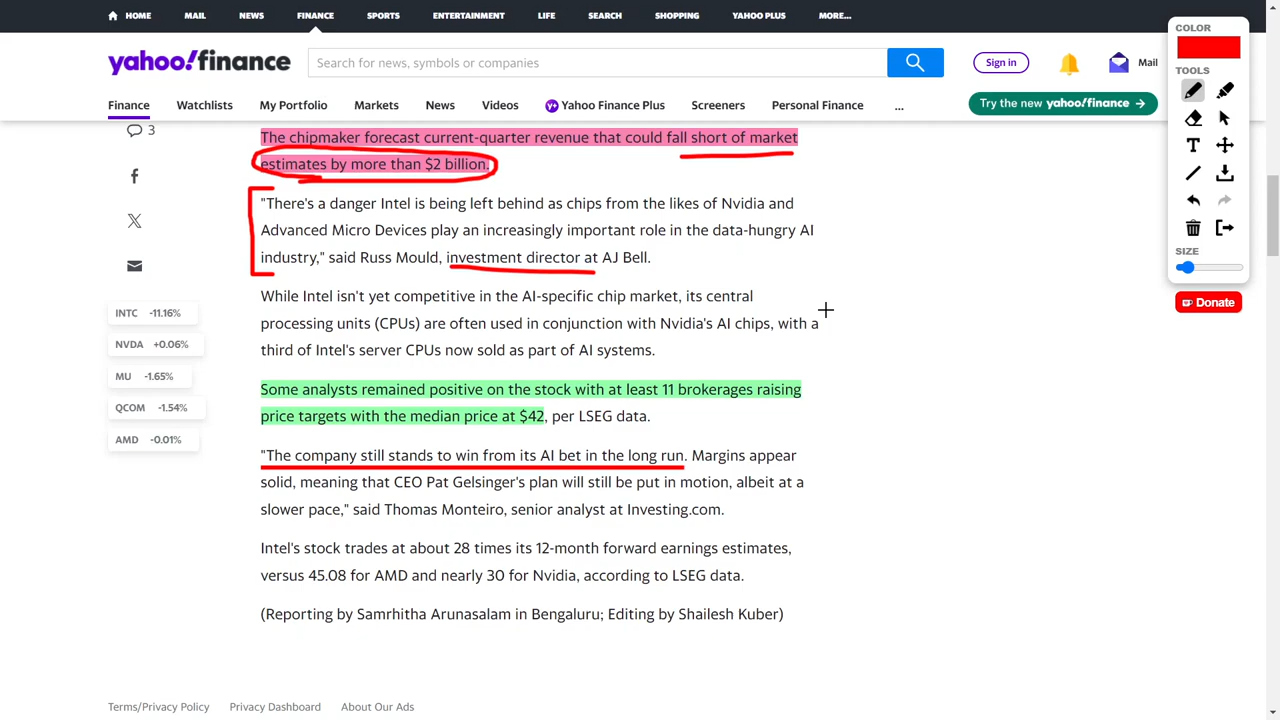 HOME MAIL NEWS FINANCE SPORTS ENTERTAINMENT LIFE SEARCH SHOPPING YAHOO PLUS MORE...
yahoo!finance
Search for news, symbols or companies
Sign in
Mail
Finance Watchlists My Portfolio Markets News Videos Yahoo Finance Plus Screeners Personal Finance ...
Try the new yahoo!finance →
3
The chipmaker forecast current-quarter revenue that could fall short of market
estimates by more than $2 billion.
"There's a danger Intel is being left behind as chips from the likes of Nvidia and
Advanced Micro Devices play an increasingly important role in the data-hungry AI
industry," said Russ Mould, investment director at AJ Bell.
While Intel isn't yet competitive in the AI-specific chip market, its central
processing units (CPUs) are often used in conjunction with Nvidia's AI chips, with a
third of Intel's server CPUs now sold as part of AI systems.
Some analysts remained positive on the stock with at least 11 brokerages raising
price targets with the median price at $42, per LSEG data.
"The company still stands to win from its AI bet in the long run. Margins appear
solid, meaning that CEO Pat Gelsinger's plan will still be put in motion, albeit at a
slower pace," said Thomas Monteiro, senior analyst at Investing.com.
Intel's stock trades at about 28 times its 12-month forward earnings estimates,
versus 45.08 for AMD and nearly 30 for Nvidia, according to LSEG data.
(Reporting by Samrhitha Arunasalam in Bengaluru; Editing by Shailesh Kuber)
INTC -11.16%
NVDA +0.06%
MU -1.65%
QCOM -1.54%
AMD -0.01%
Terms/Privacy Policy Privacy Dashboard About Our Ads
COLOR
TOOLS
T
SIZE
Donate